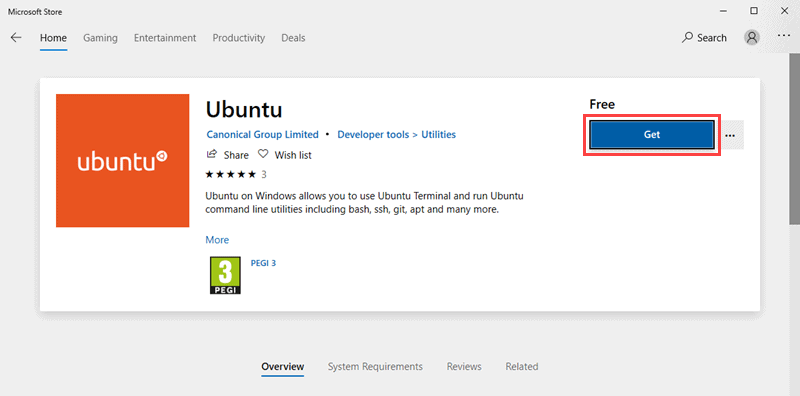 Microsoft Store
Home Gaming Entertainment Productivity Deals Search
Ubuntu
Canonical Group Limited • Developer tools > Utilities
Share Wish list
3
Ubuntu on Windows allows you to use Ubuntu Terminal and run Ubuntu
command line utilities including bash, ssh, git, apt and many more.
More
3
PEGI
PEGI 3
ubuntu
Free
Get
...
Overview System Requirements Reviews Related